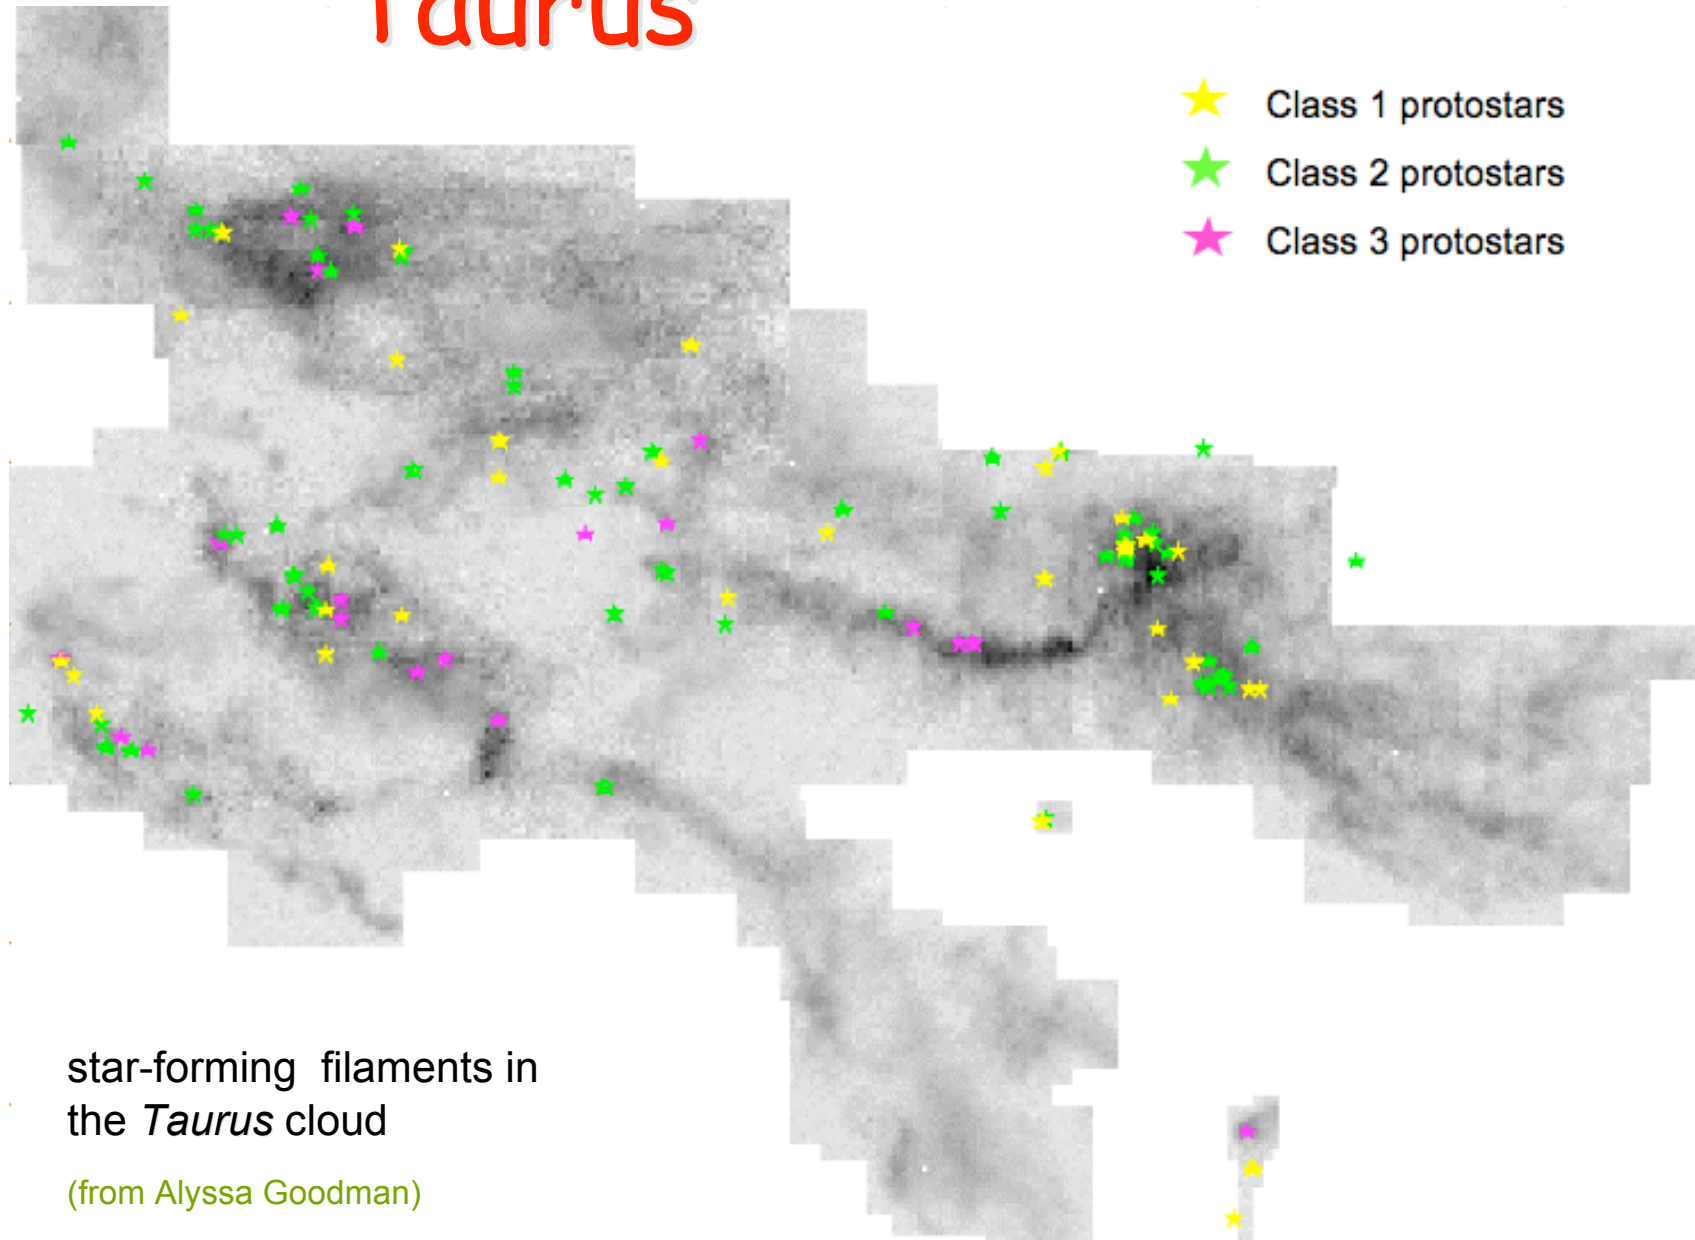 Taurus
Class 1 protostars
Class 2 protostars
Class 3 protostars
star-forming filaments in
the Taurus cloud
(from Alyssa Goodman)